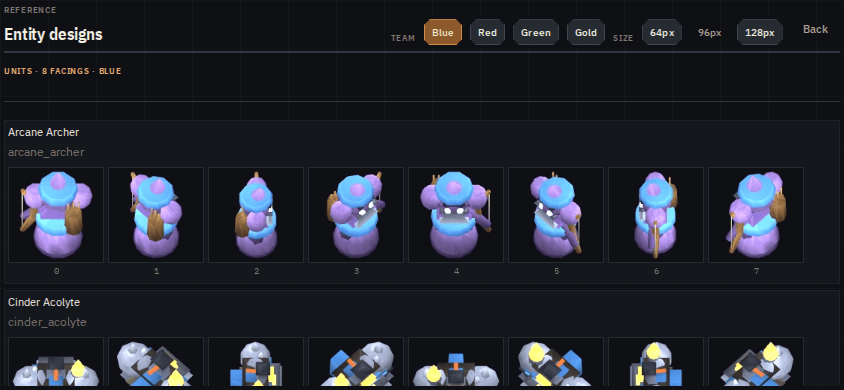 REFERENCE
Entity designs
TEAM Blue Red Green Gold SIZE 64px 96px 128px Back
UNITS · 8 FACINGS · BLUE
Arcane Archer
arcane_archer
0 1 2 3 4 5 6 7
Cinder Acolyte
cinder_acolyte